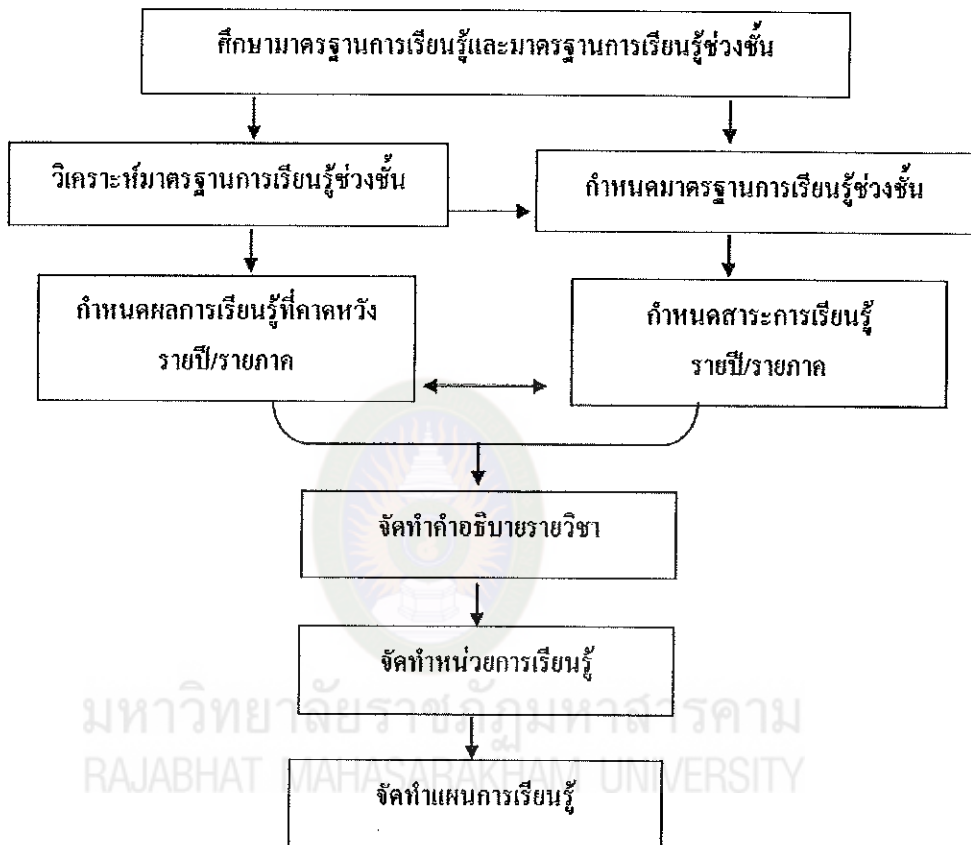 ศึกษามาตรฐานการเรียนรู้และมาตรฐานการเรียนรู้ช่วงชั้น
วิเคราะห์มาตรฐานการเรียนรู้ช่วงชั้น
กำหนดมาตรฐานการเรียนรู้ช่วงชั้น
กำหนดผลการเรียนรู้ที่คาดหวัง
รายปี/รายภาค
กำหนดสาระการเรียนรู้
รายปี/รายภาค
จัดทำคำอธิบายรายวิชา
จัดทำหน่วยการเรียนรู้
มหาวิทยาลัยราชภัฏมหาสารคาม
RAJABHAT MAHASARAKHAM UNIVERSITY
จัดทำแผนการเรียนรู้